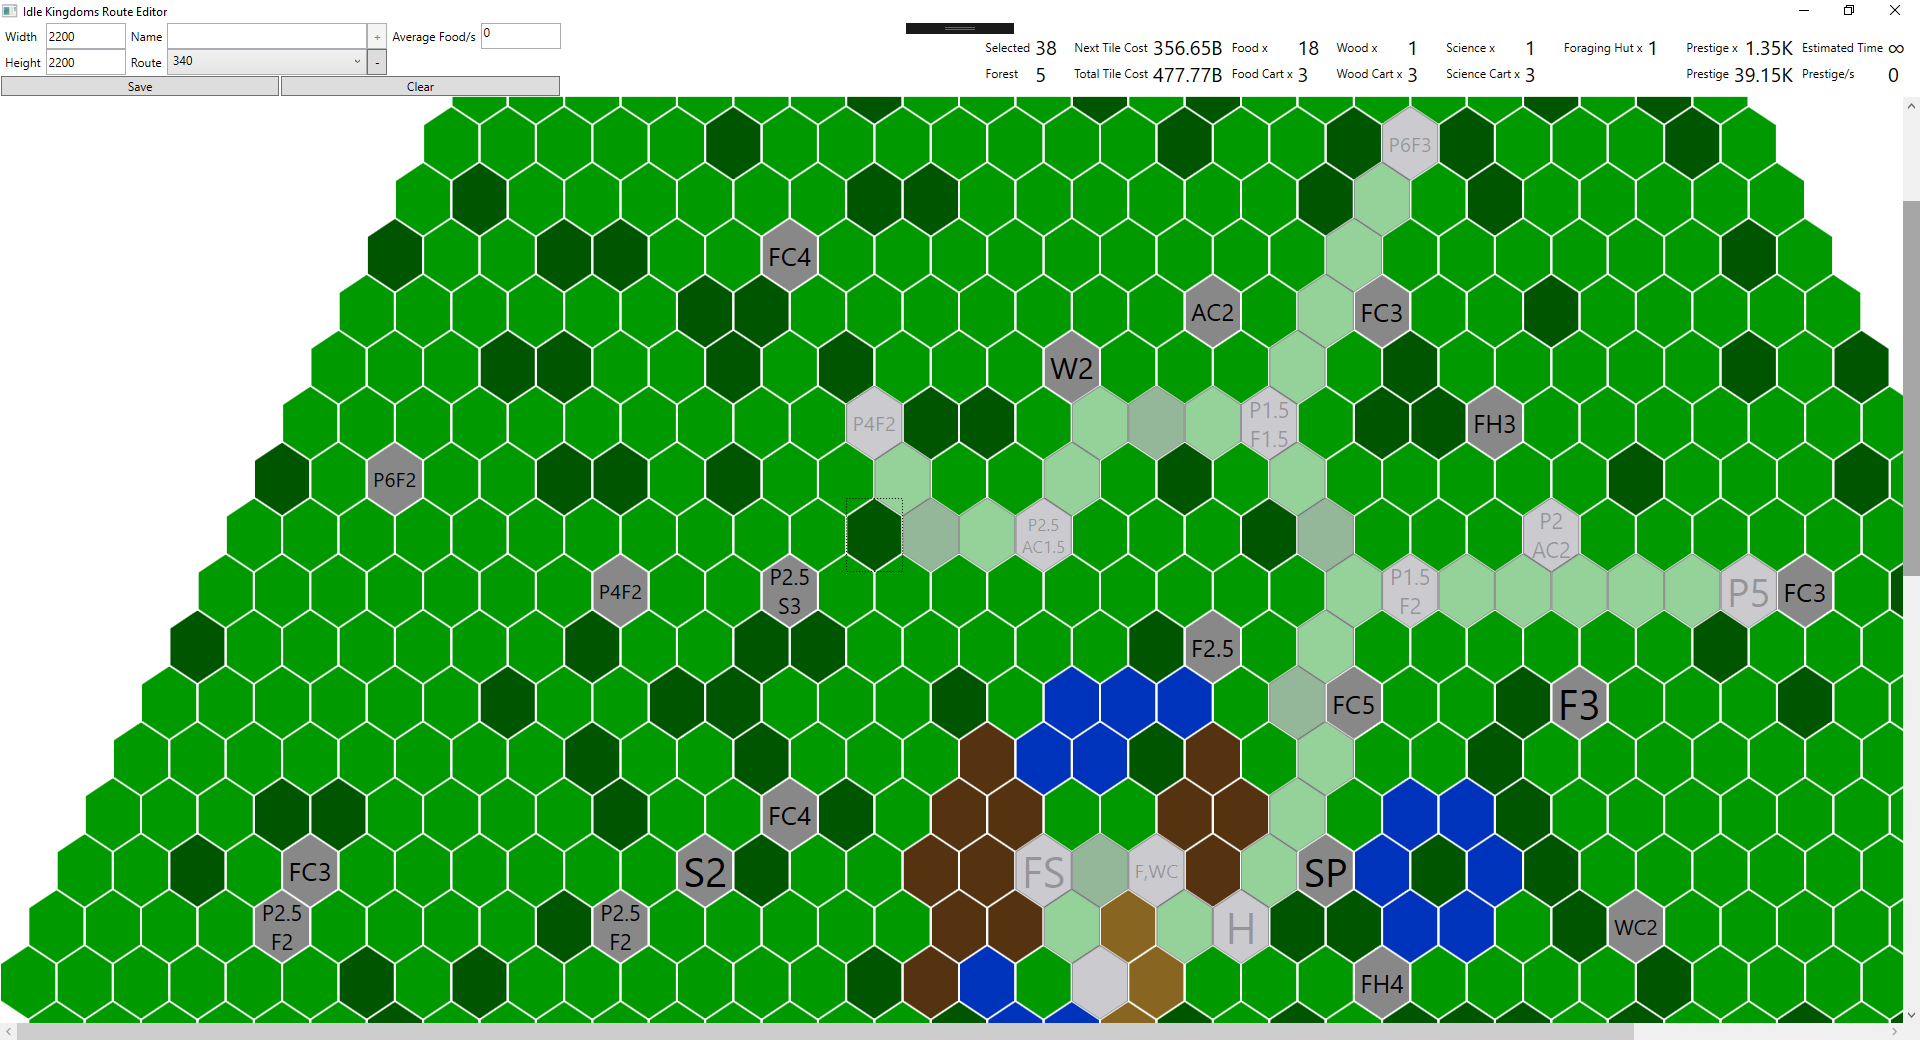 Idle Kingdoms Route Editor
Width 2200 Name + Average Food/s 0
Height 2200 Route 340 -
Save Clear
Selected 38 Next Tile Cost 356.65B Food x 18 Wood x 1 Science x 1 Foraging Hut x 1 Prestige x 1.35K Estimated Time ∞
Forest 5 Total Tile Cost 477.77B Food Cart x 3 Wood Cart x 3 Science Cart x 3 Prestige 39.15K Prestige/s 0
P6F3
FC4
AC2 FC3
W2
P4F2 P1.5 FH3
F1.5
P6F2
P2.5 P2
AC1.5 AC2
P4F2 P2.5 P1.5 P5 FC3
S3 F2
F2.5
FC5 F3
FC4
FC3 S2 FS F,WC SP
P2.5 P2.5 H WC2
F2 F2
FH4